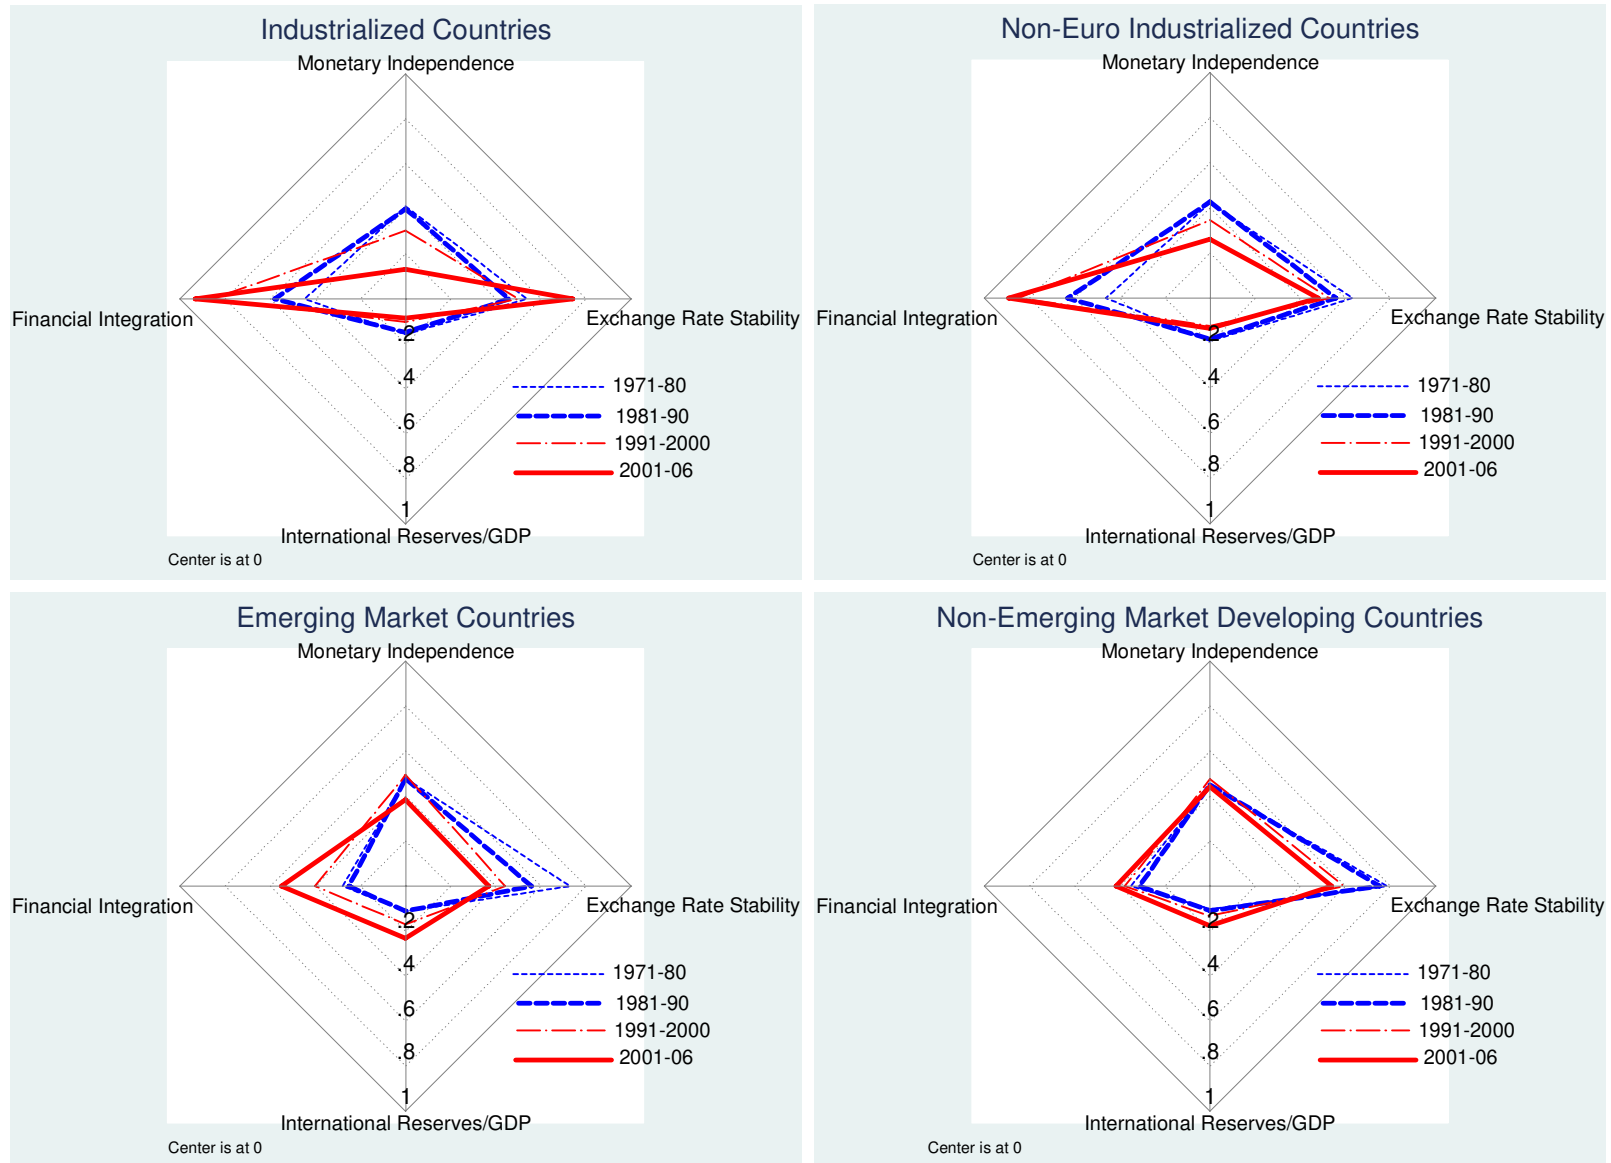 Industrialized Countries
Monetary Independence
Financial Integration
Exchange Rate Stability
.2
.4
.6
.8
1
1971-80
1981-90
1991-2000
2001-06
International Reserves/GDP
Center is at 0
Non-Euro Industrialized Countries
Monetary Independence
Financial Integration
Exchange Rate Stability
.2
.4
.6
.8
1
1971-80
1981-90
1991-2000
2001-06
International Reserves/GDP
Center is at 0
Emerging Market Countries
Monetary Independence
Financial Integration
Exchange Rate Stability
.2
.4
.6
.8
1
1971-80
1981-90
1991-2000
2001-06
International Reserves/GDP
Center is at 0
Non-Emerging Market Developing Countries
Monetary Independence
Financial Integration
Exchange Rate Stability
.2
.4
.6
.8
1
1971-80
1981-90
1991-2000
2001-06
International Reserves/GDP
Center is at 0